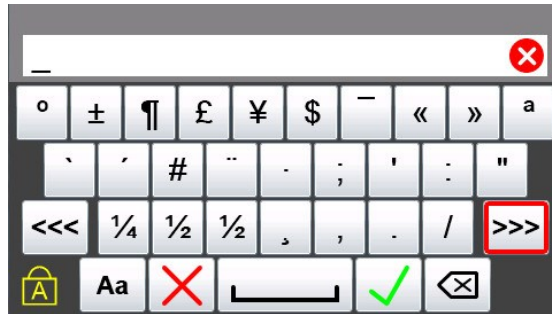 _
º ± ¶ £ ¥ $ ¯ « » ª
` ´ # ¨ · ; ' : "
<<< ¼ ½ ½ ¸ , . / >>>
A Aa